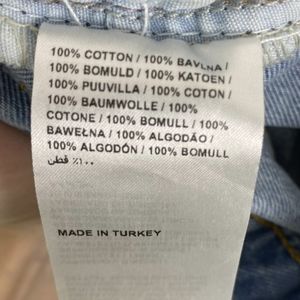 100% COTTON / 100% BAVLNA /
100% BOMULD / 100% KATOEN /
100% PUUVILLA / 100% COTON /
100% BAUMWOLLE / 100%
COTONE / 100% BOMULL / 100%
BAWEŁNA / 100% ALGODÃO /
100% ALGODÓN / 100% BOMULL
١٠٠٪ قطن
MADE IN TURKEY